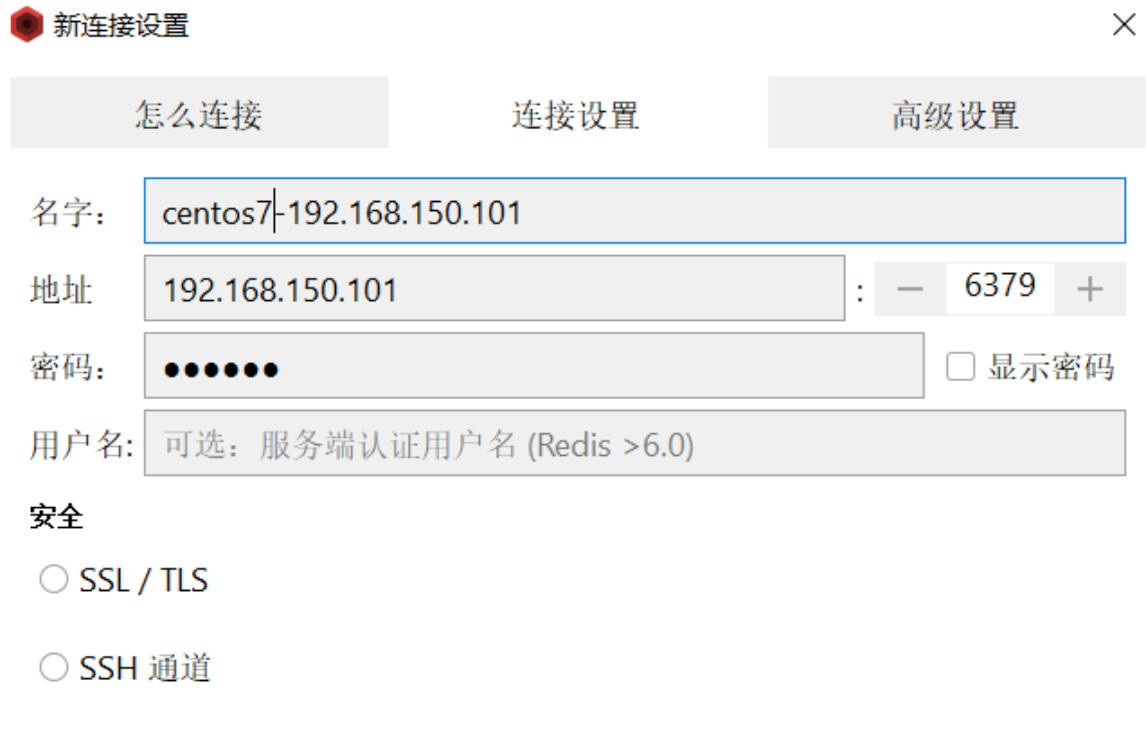 新连接设置
怎么连接 连接设置 高级设置
名字： centos7-192.168.150.101
地址 192.168.150.101 : 6379
密码： ●●●●●● 显示密码
用户名: 可选：服务端认证用户名 (Redis >6.0)
安全
SSL / TLS
SSH 通道